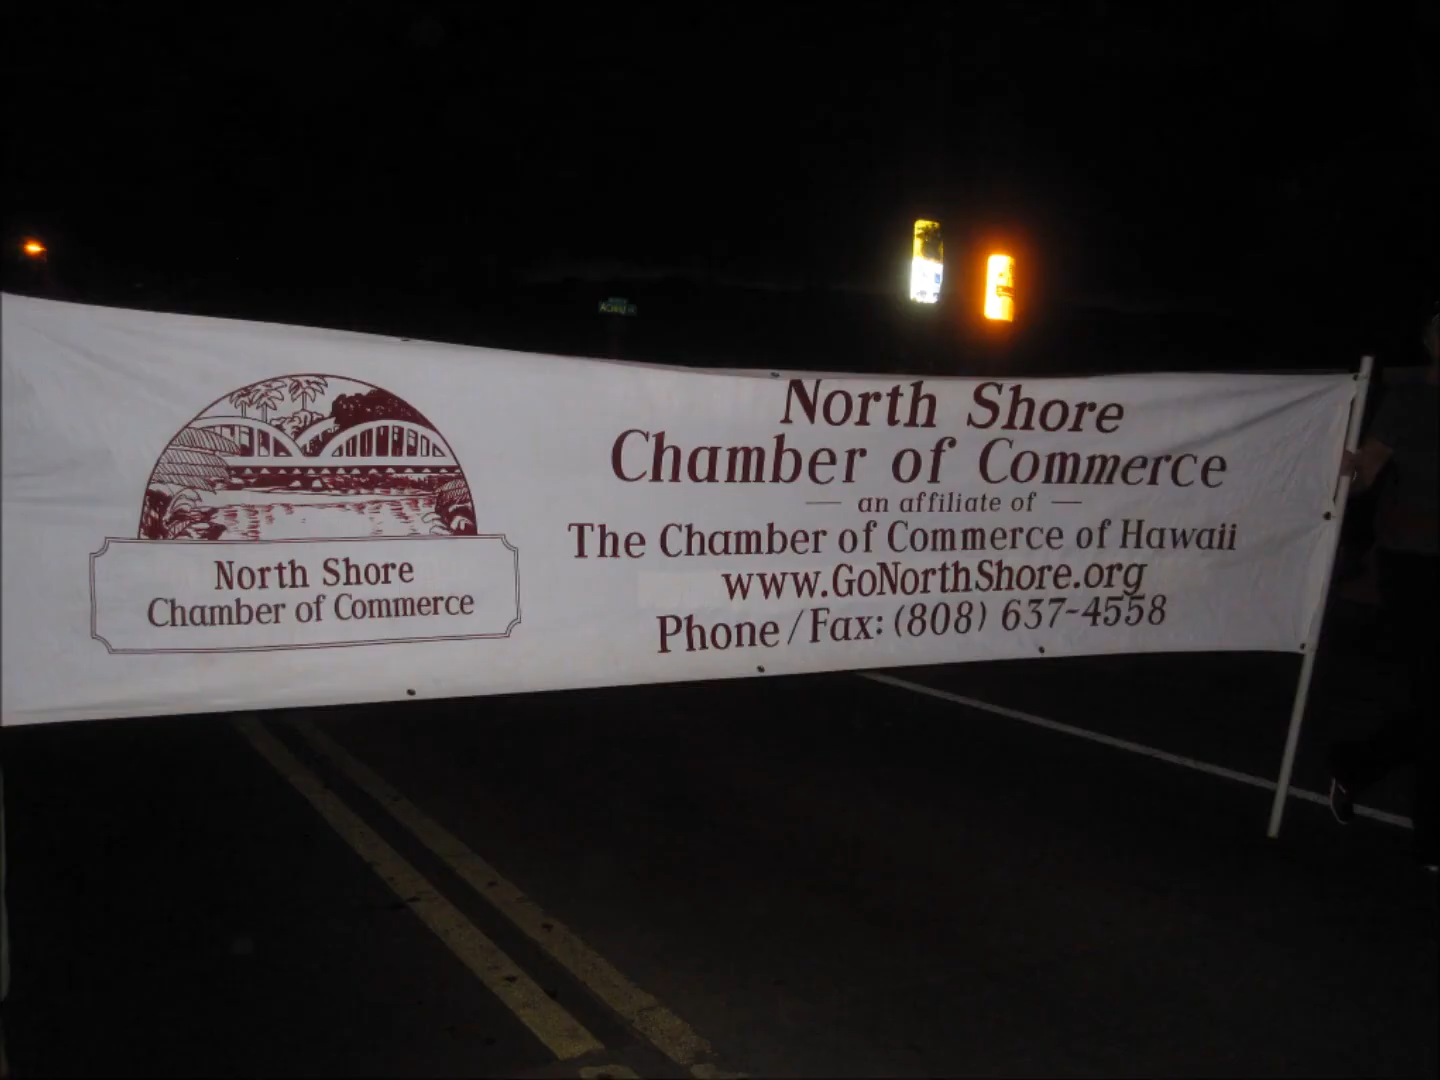 North Shore
Chamber of Commerce
North Shore
Chamber of Commerce
— an affiliate of —
The Chamber of Commerce of Hawaii
www.GoNorthShore.org
Phone/Fax: (808) 637-4558